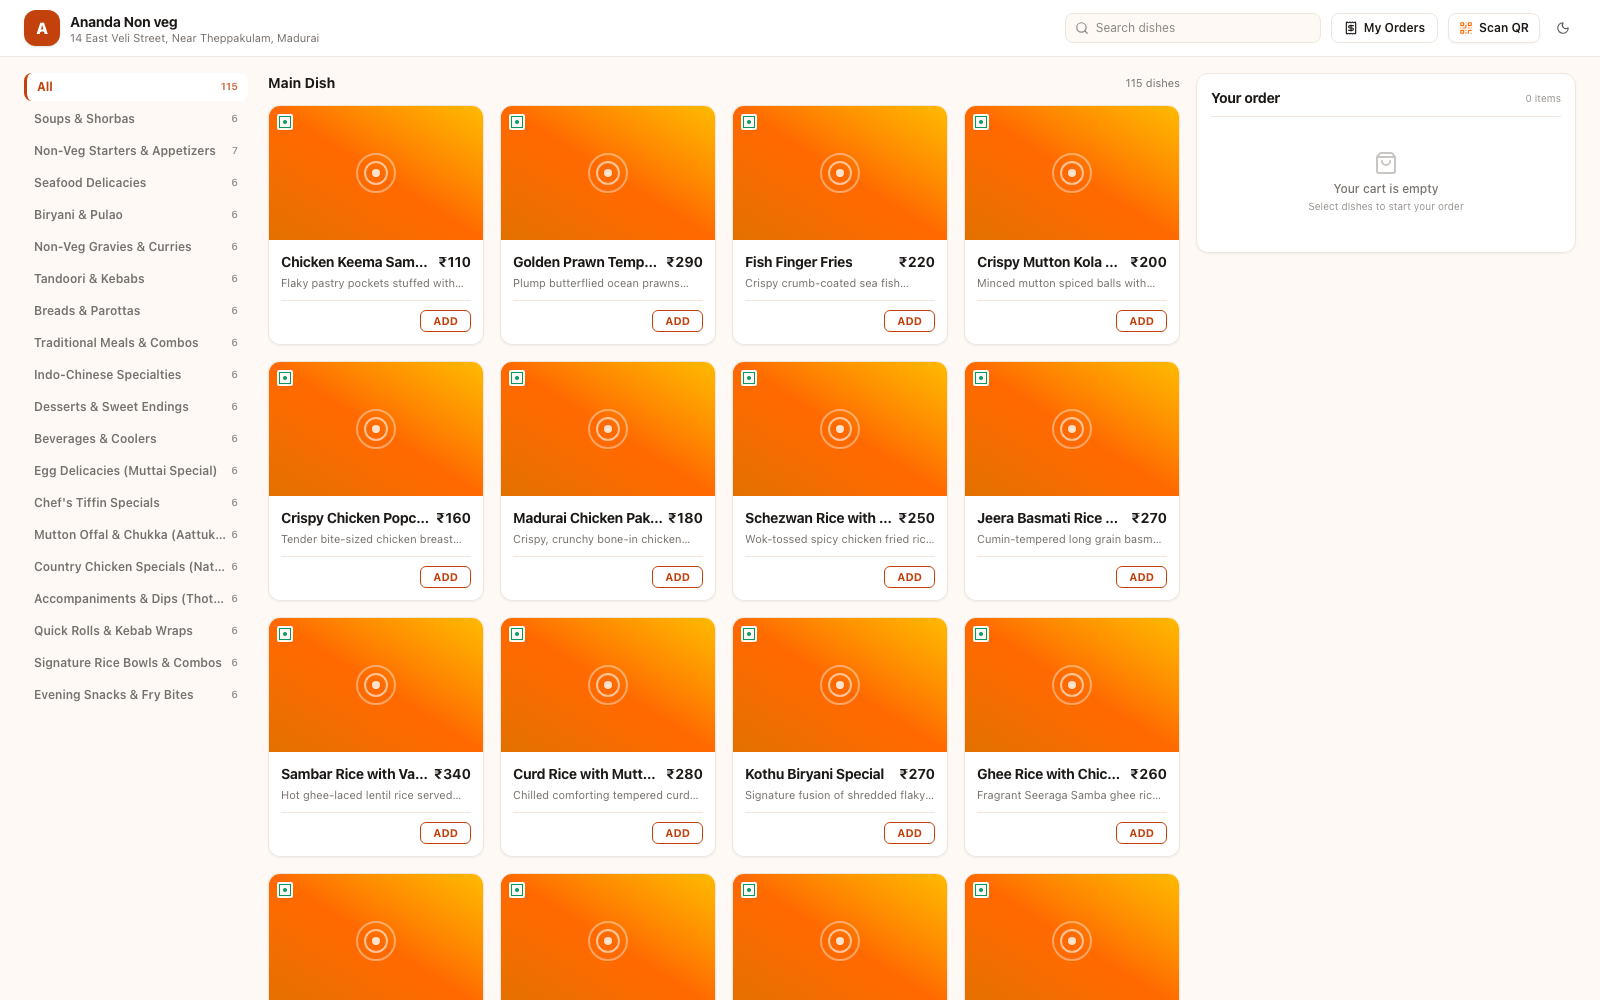 A
Ananda Non veg
14 East Veli Street, Near Theppakulam, Madurai
Search dishes
My Orders
Scan QR
All 115
Soups & Shorbas 6
Non-Veg Starters & Appetizers 7
Seafood Delicacies 6
Biryani & Pulao 6
Non-Veg Gravies & Curries 6
Tandoori & Kebabs 6
Breads & Parottas 6
Traditional Meals & Combos 6
Indo-Chinese Specialties 6
Desserts & Sweet Endings 6
Beverages & Coolers 6
Egg Delicacies (Muttai Special) 6
Chef's Tiffin Specials 6
Mutton Offal & Chukka (Aattuk... 6
Country Chicken Specials (Nat... 6
Accompaniments & Dips (Thot... 6
Quick Rolls & Kebab Wraps 6
Signature Rice Bowls & Combos 6
Evening Snacks & Fry Bites 6
Main Dish 115 dishes
Chicken Keema Sam... ₹110
Flaky pastry pockets stuffed with...
ADD
Golden Prawn Temp... ₹290
Plump butterflied ocean prawns...
ADD
Fish Finger Fries ₹220
Crispy crumb-coated sea fish...
ADD
Crispy Mutton Kola ... ₹200
Minced mutton spiced balls with...
ADD
Crispy Chicken Popc... ₹160
Tender bite-sized chicken breast...
ADD
Madurai Chicken Pak... ₹180
Crispy, crunchy bone-in chicken...
ADD
Schezwan Rice with ... ₹250
Wok-tossed spicy chicken fried ric...
ADD
Jeera Basmati Rice ... ₹270
Cumin-tempered long grain basm...
ADD
Sambar Rice with Va... ₹340
Hot ghee-laced lentil rice served...
ADD
Curd Rice with Mutt... ₹280
Chilled comforting tempered curd...
ADD
Kothu Biryani Special ₹270
Signature fusion of shredded flaky...
ADD
Ghee Rice with Chic... ₹260
Fragrant Seeraga Samba ghee ric...
ADD
Your order 0 items
Your cart is empty
Select dishes to start your order